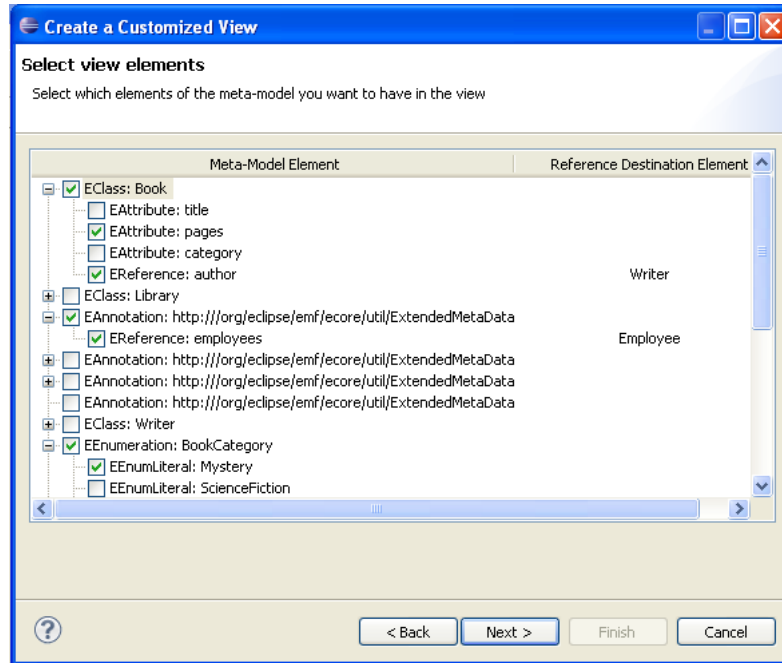 Create a Customized View
Select view elements
Select which elements of the meta-model you want to have in the view
Meta-Model Element Reference Destination Element
EClass: Book
EAttribute: title
EAttribute: pages
EAttribute: category
EReference: author Writer
EClass: Library
EAnnotation: http:///org/eclipse/emf/ecore/util/ExtendedMetaData
EReference: employees Employee
EAnnotation: http:///org/eclipse/emf/ecore/util/ExtendedMetaData
EAnnotation: http:///org/eclipse/emf/ecore/util/ExtendedMetaData
EAnnotation: http:///org/eclipse/emf/ecore/util/ExtendedMetaData
EClass: Writer
EEnumeration: BookCategory
EEnumLiteral: Mystery
EEnumLiteral: ScienceFiction
? < Back Next > Finish Cancel